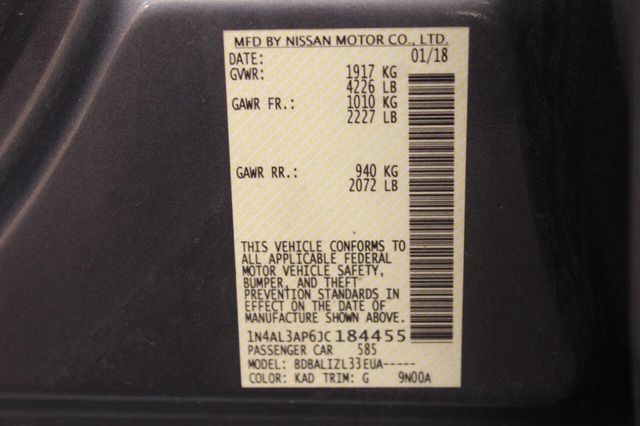 MFD BY NISSAN MOTOR CO., LTD.
DATE: 01/18
GVWR: 1917 KG
4226 LB
GAWR FR.: 1010 KG
2227 LB
GAWR RR.: 940 KG
2072 LB
THIS VEHICLE CONFORMS TO
ALL APPLICABLE FEDERAL
MOTOR VEHICLE SAFETY,
BUMPER, AND THEFT
PREVENTION STANDARDS IN
EFFECT ON THE DATE OF
MANUFACTURE SHOWN ABOVE.
1N4AL3AP6JC184455
PASSENGER CAR 585
MODEL: BDBALIZL33EUA-----
COLOR: KAD TRIM: G 9N00A